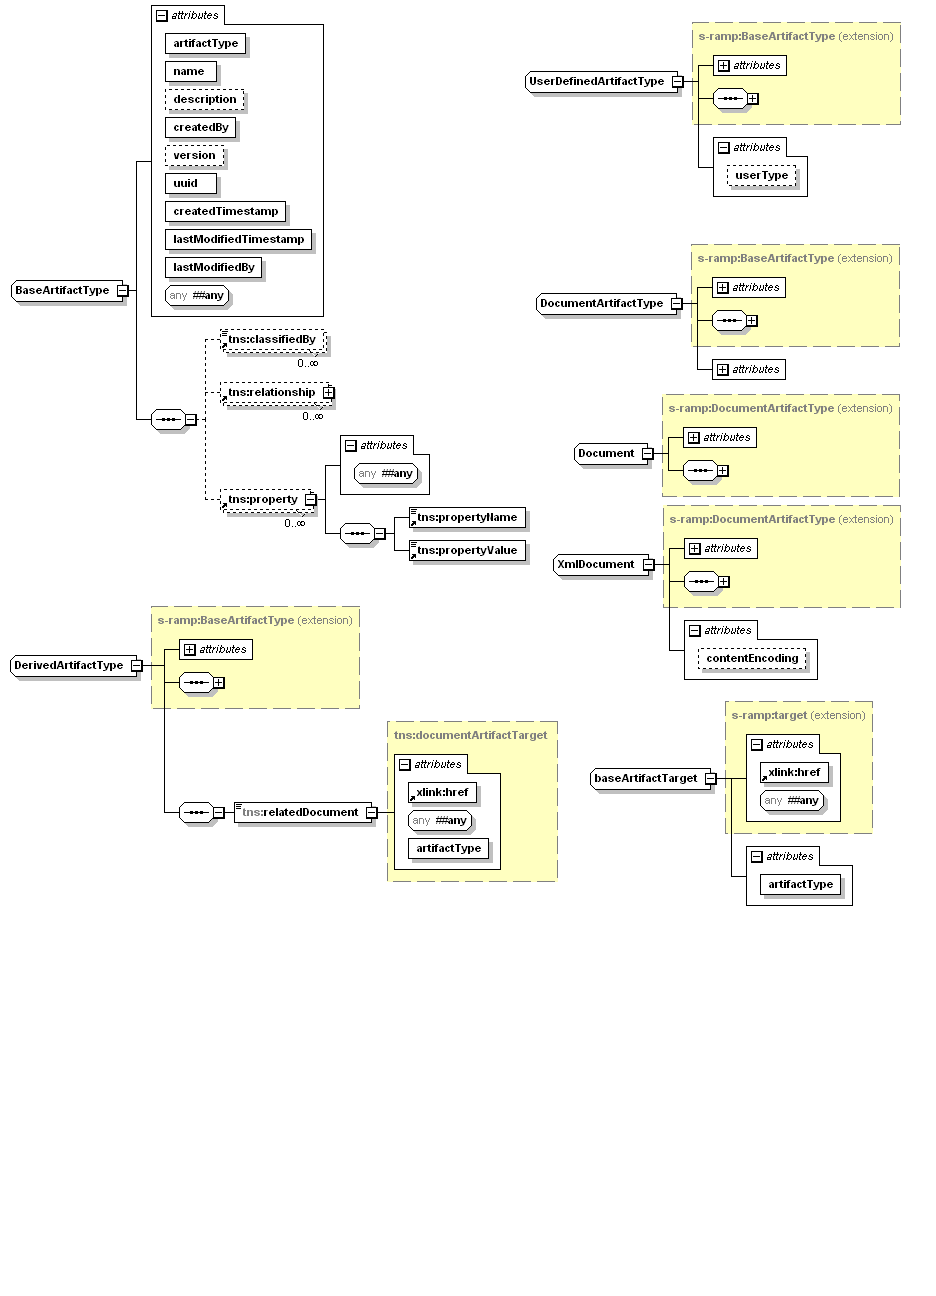 attributes
artifactType
name
description
createdBy
version
uuid
createdTimestamp
lastModifiedTimestamp
lastModifiedBy
any ##any
BaseArtifactType
tns:classifiedBy
0..∞
tns:relationship
0..∞
attributes
any ##any
tns:property
0..∞
tns:propertyName
tns:propertyValue
s-ramp:BaseArtifactType (extension)
attributes
DerivedArtifactType
tns:documentArtifactTarget
attributes
xlink:href
any ##any
artifactType
tns:relatedDocument
s-ramp:BaseArtifactType (extension)
attributes
UserDefinedArtifactType
attributes
userType
s-ramp:BaseArtifactType (extension)
attributes
DocumentArtifactType
attributes
s-ramp:DocumentArtifactType (extension)
attributes
Document
s-ramp:DocumentArtifactType (extension)
attributes
XmlDocument
attributes
contentEncoding
s-ramp:target (extension)
attributes
xlink:href
any ##any
baseArtifactTarget
attributes
artifactType